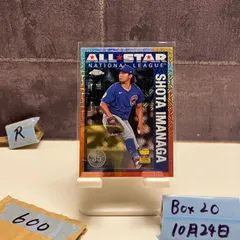 ALL★STAR
NATIONAL LEAGUE
SHOTA IMANAGA
R
600
Box 20
10月24日